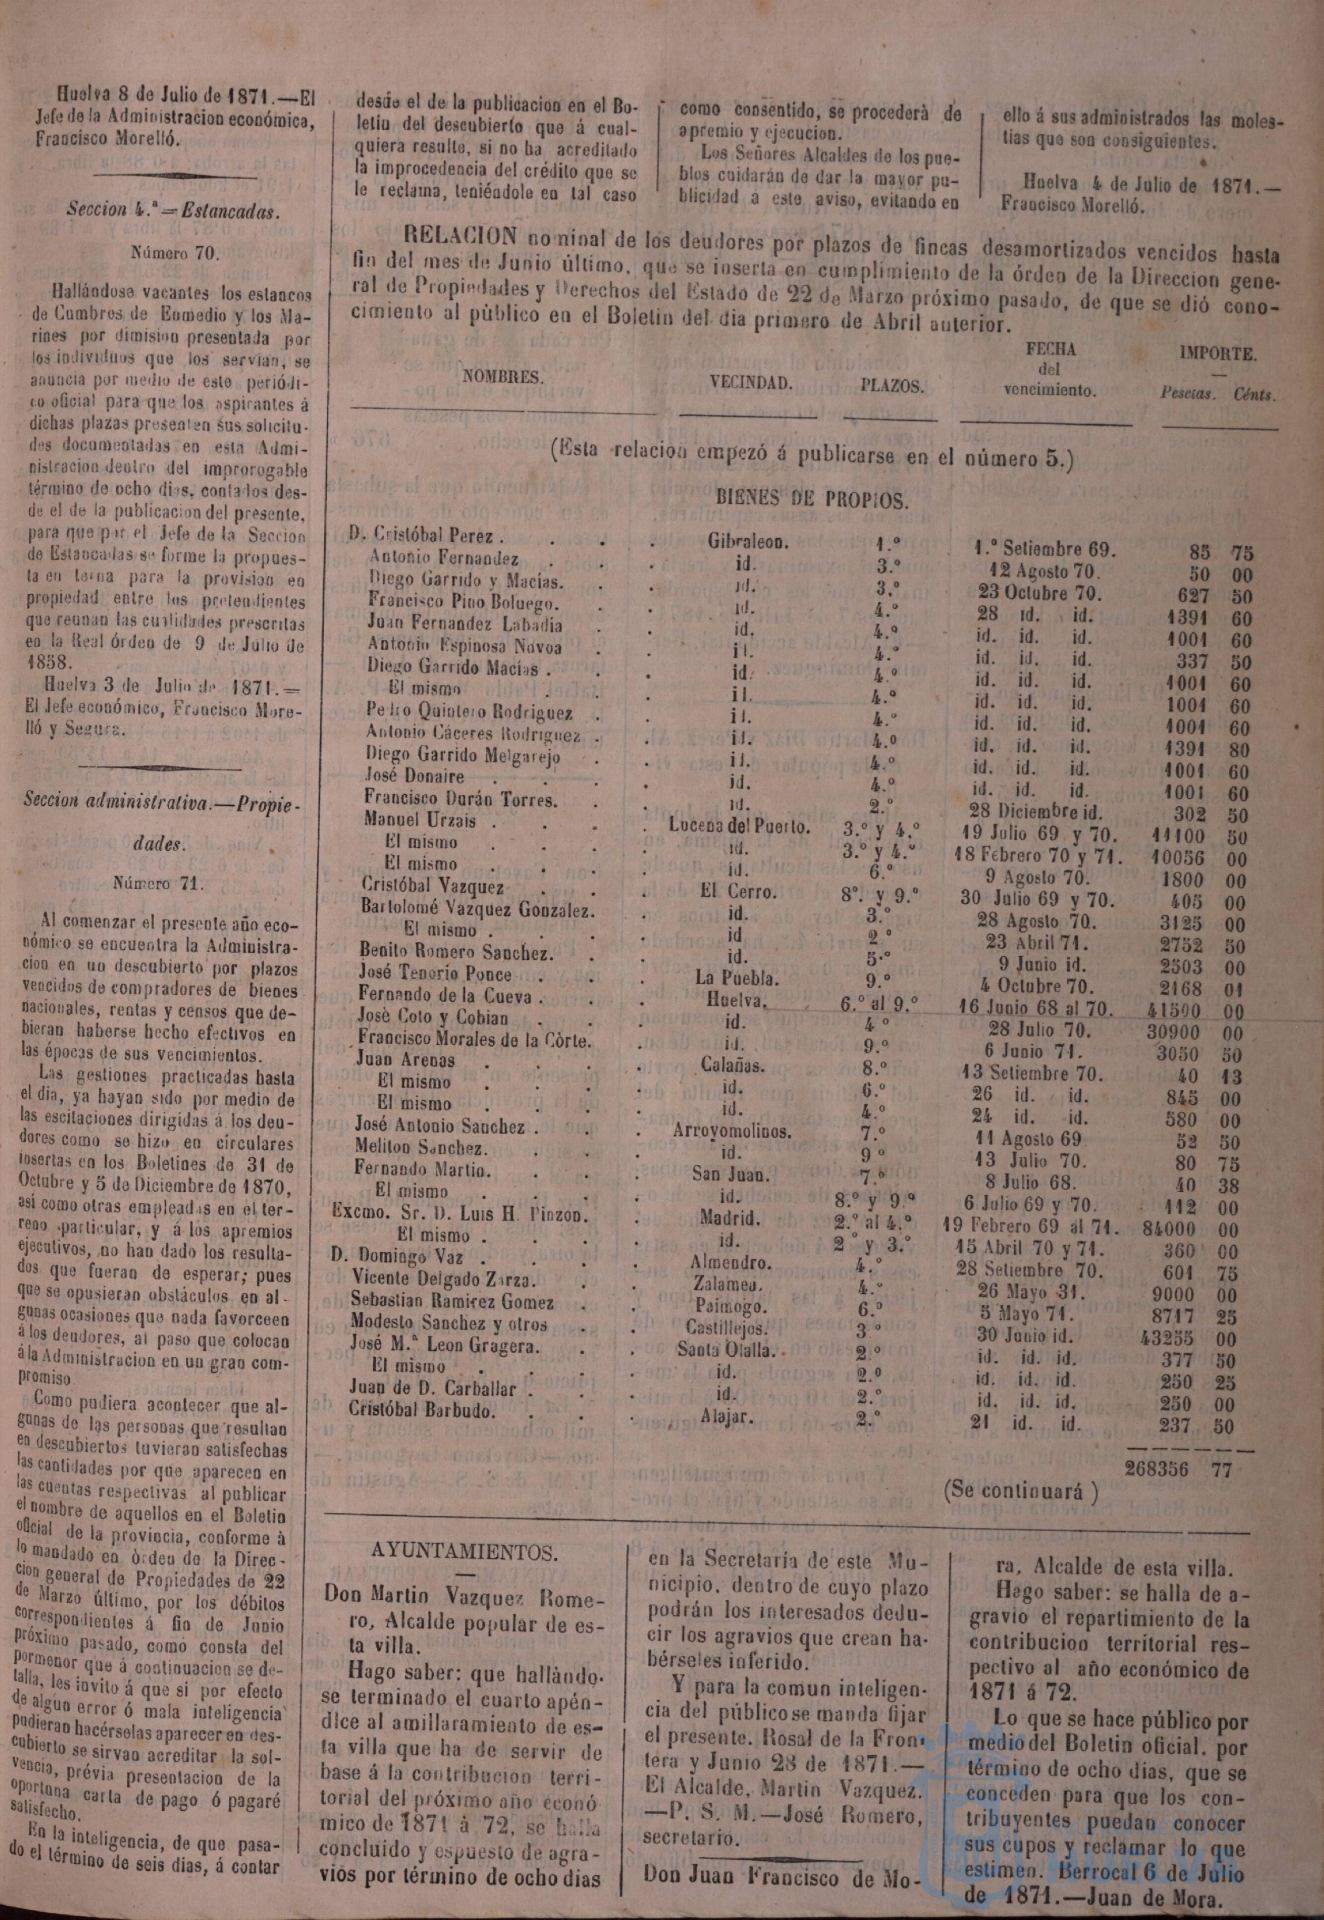 Huelva 8 de Julio de 1871.—El
Jefe de la Administracion económica,
Francisco Morelló.
Seccion 4.ª — Estancadas.
Número 70.
Hallándose vacantes los estancos
de Cumbres de Enmedio y los Ma-
rines por dimision presentada por
los individuos que los servian, se
anuncia por medio de este periódi-
co oficial para que los aspirantes á
dichas plazas presenten sus solicitu-
des documentadas en esta Admi-
nistracion dentro del improrogable
término de ocho dias, contados des-
de el de la publicacion del presente,
para que por el Jefe de la Seccion
de Estancadas se forme la propues-
ta en terna para la provision en
propiedad entre los pretendientes
que reunan las cualidades prescritas
en la Real órden de 9 de Julio de
1858.
Huelva 3 de Julio de 1871.—
El Jefe económico, Francisco More-
lló y Segura.
Seccion administrativa.—Propie-
dades.
Número 71.
Al comenzar el presente año eco-
nómico se encuentra la Administra-
cion en un descubierto por plazos
vencidos de compradores de bienes
nacionales, rentas y censos que de-
bieran haberse hecho efectivos en
las épocas de sus vencimientos.
Las gestiones practicadas hasta
el dia, ya hayan sido por medio de
las escitaciones dirigidas á los deu-
dores como se hizo en circulares
insertas en los Boletines de 31 de
Octubre y 5 de Diciembre de 1870,
asi como otras empleadas en el ter-
reno particular, y á los apremios
ejecutivos, no han dado los resulta-
dos que fueran de esperar; pues
que se opusieran obstáculos en al-
gunas ocasiones que nada favorceen
á los deudores, al paso que colocan
á la Administracion en un gran com-
promiso
Como pudiera acontecer que al-
gunas de las personas que resultan
en descubiertos tuvieran satisfechas
las cantidades por que aparecen en
las cuentas respectivas al publicar
el nombre de aquellos en el Boletin
oficial de la provincia, conforme à
lo mandado en órden de la Direc-
cion general de Propiedades de 22
de Marzo último, por los débitos
correspondientes á fin de Junio
próximo pasado, como consta del
pormenor que á continuacion se de-
talla, les invito á que si por efecto
de algun error ó mala inteligencia
pudieran hacérselas aparecer en des-
cubierto se sirvan acreditar la sol-
vencia, prévia presentacion de la
oportuna carta de pago ó pagaré
satisfecho.
En la inteligencia, de que pasa-
do el término de seis dias, á contar
desde el de la publicacion en el Bo-
letin del descubierto que á cual-
quiera resulte, si no ha acreditado
la improcedencia del crédito que se
le reclama, teniéndole en tal caso
como consentido, se procederà de
apremio y ejecucion.
Los Señores Alcaldes de los pue-
blos cuidarán de dar la mayor pu-
blicidad á este aviso, evitando en
ello á sus administrados las moles-
tias que son consiguientes.
Huelva 4 de Julio de 1871.—
Francisco Morelló.
RELACION nominal de los deudores por plazos de fincas desamortizados vencidos hasta
fin del mes de Junio último, que se inserta en cumplimiento de la órden de la Direccion gene-
ral de Propiedades y Derechos del Estado de 22 de Marzo próximo pasado, de que se dió cono-
cimiento al público en el Boletin del dia primero de Abril anterior.
NOMBRES. VECINDAD. PLAZOS. FECHA del vencimiento. IMPORTE. — Pesetas. Cénts.
(Esta relacion empezó á publicarse en el número 5.)
BIENES DE PROPIOS.
D. Cristóbal Perez . . . Gibraleon. 1.º 1.º Setiembre 69. 85 75
Antonio Fernandez . . . id. 3.º 12 Agosto 70. 50 00
Diego Garrido y Macías. . . id. 3.º 23 Octubre 70. 627 50
Francisco Pino Boluego. . . id. 4.º 28 id. id. 1391 60
Juan Fernandez Labadia . . id. 4.º id. id. id. 1001 60
Antonio Espinosa Novoa . . il. 4.º id. id. id. 337 50
Diego Garrido Macías . . . id. 4.º id. id. id. 1001 60
El mismo . . . il. 4.º id. id. id. 1001 60
Pedro Quintero Rodriguez . . il. 4.º id. id. id. 1001 60
Antonio Cáceres Rodriguez . . id. 4.º id. id. id. 1391 80
Diego Garrido Melgarejo . . il. 4.º id. id. id. 1001 60
José Donaire . . . id. 4.º id. id. id. 1001 60
Francisco Durán Torres. . . id. 2.º 28 Diciembre id. 302 50
Manuel Urzais . . . Lucena del Puerto. 3.º y 4.º 19 Julio 69 y 70. 11100 50
El mismo . . . id. 3.º y 4.º 18 Febrero 70 y 71. 10056 00
El mismo . . . id. 6.º 9 Agosto 70. 1800 00
Cristóbal Vazquez . . . El Cerro. 8º. y 9.º 30 Julio 69 y 70. 405 00
Bartolomé Vazquez Gonzalez. . id. 3.º 28 Agosto 70. 3125 00
El mismo . . . id 2.º 23 Abril 71. 2752 50
Benito Romero Sanchez. . . id. 5.º 9 Junio id. 2503 00
José Tenorio Ponce . . . La Puebla. 9.º 4 Octubre 70. 2168 01
Fernando de la Cueva . . . Huelva. 6.º al 9.º 16 Junio 68 al 70. 41590 00
José Coto y Cobian . . . id. 4º 28 Julio 70. 30900 00
Francisco Morales de la Còrte. . id. 9.º 6 Junio 71. 3050 50
Juan Arenas . . . Calañas. 8.º 13 Setiembre 70. 40 13
El mismo . . . id. 6.º 26 id. id. 845 00
El mismo . . . id. 4.º 24 id. id. 580 00
José Antonio Sanchez . . . Arroyomolinos. 7.º 11 Agosto 69 52 50
Meliton Sanchez. . . id. 9º 13 Julio 70. 80 75
Fernando Martin. . . San Juan. 7.º 8 Julio 68. 40 38
El mismo . . . id. 8.º y 9º 6 Julio 69 y 70. 112 00
Excmo. Sr. D. Luis H. Pinzon. . Madrid. 2.º al 4.º 19 Febrero 69 al 71. 84000 00
El mismo . . . id. 2º y 3.º 15 Abril 70 y 71. 360 00
D. Domingo Vaz . . . Almendro. 4.º 28 Setiembre 70. 601 75
Vicente Delgado Zarza. . . Zalamea. 4.º 26 Mayo 31. 9000 00
Sebastian Ramirez Gomez . . Paimogo. 6.º 5 Mayo 71. 8717 25
Modesto Sanchez y otros . . Castillejos. 3º 30 Junio id. 43255 00
José M.ª Leon Gragera. . . Santa Olalla. 2.º id. id. id. 377 50
El mismo . . . id. 2.º id. id. id. 250 25
Juan de D. Carballar . . . id. 2.º id. id. id. 250 00
Cristóbal Barbudo. . . Alajar. 2.º 21 id. id. 237 50
268356 77
(Se continuará )
AYUNTAMIENTOS.
Don Martin Vazquez Rome-
ro, Alcalde popular de es-
ta villa.
Hago saber: que hallàndo-
se terminado el cuarto apén-
dice al amillaramiento de es-
ta villa que ha de servir de
base á la contribucion terri-
torial del próximo año econó
mico de 1871 à 72, se halla
concluido y espuesto de agra-
vios por término de ocho dias
en la Secretaría de este Mu-
nicipio, dentro de cuyo plazo
podrán los interesados dedu-
cir los agravios que crean ha-
bérseles inferido.
Y para la comun inteligen-
cia del público se manda fijar
el presente. Rosal de la Fron-
tera y Junio 28 de 1871.—
El Alcalde, Martin Vazquez.
—P. S. M.—José Romero,
secretario.
Don Juan Francisco de Mo-
ra, Alcalde de esta villa.
Hago saber: se halla de a-
gravio el repartimiento de la
contribucion territorial res-
pectivo al año económico de
1871 á 72.
Lo que se hace público por
medio del Boletin oficial, por
término de ocho dias, que se
conceden para que los con-
tribuyentes puedan conocer
sus cupos y reclamar lo que
estimen. Berrocal 6 de Julio
de 1871.—Juan de Mora.